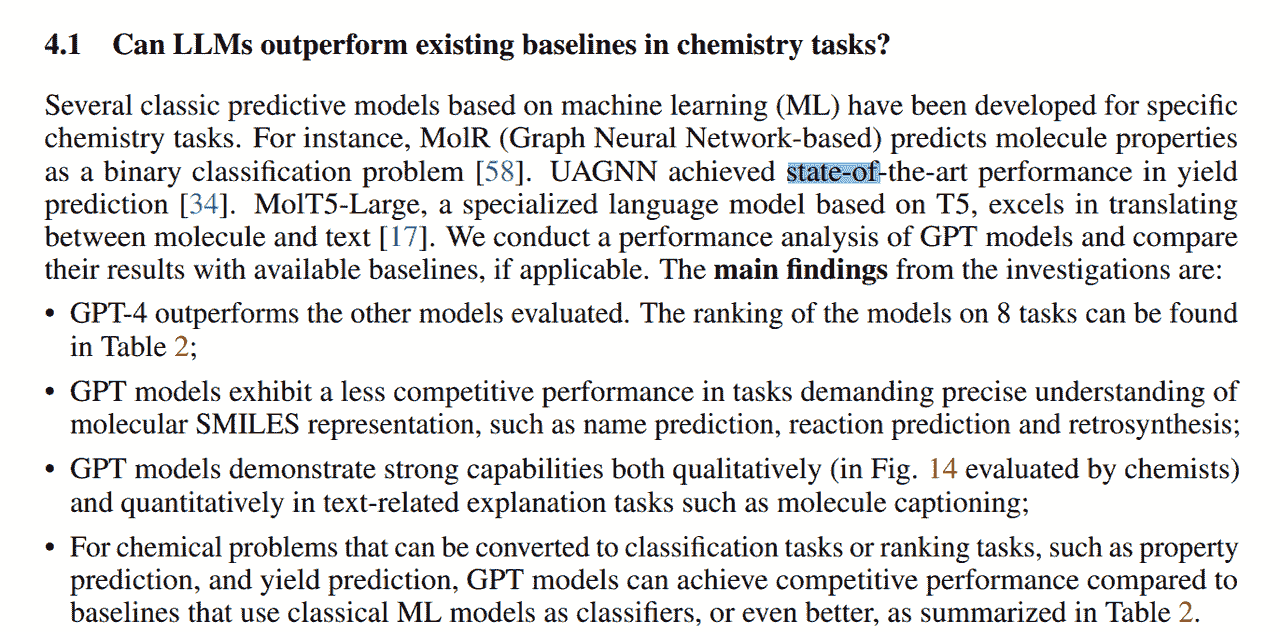 4.1 Can LLMs outperform existing baselines in chemistry tasks?
Several classic predictive models based on machine learning (ML) have been developed for specific
chemistry tasks. For instance, MolR (Graph Neural Network-based) predicts molecule properties
as a binary classification problem [58]. UAGNN achieved state-of-the-art performance in yield
prediction [34]. MolT5-Large, a specialized language model based on T5, excels in translating
between molecule and text [17]. We conduct a performance analysis of GPT models and compare
their results with available baselines, if applicable. The main findings from the investigations are:
• GPT-4 outperforms the other models evaluated. The ranking of the models on 8 tasks can be found
in Table 2;
• GPT models exhibit a less competitive performance in tasks demanding precise understanding of
molecular SMILES representation, such as name prediction, reaction prediction and retrosynthesis;
• GPT models demonstrate strong capabilities both qualitatively (in Fig. 14 evaluated by chemists)
and quantitatively in text-related explanation tasks such as molecule captioning;
• For chemical problems that can be converted to classification tasks or ranking tasks, such as property
prediction, and yield prediction, GPT models can achieve competitive performance compared to
baselines that use classical ML models as classifiers, or even better, as summarized in Table 2.